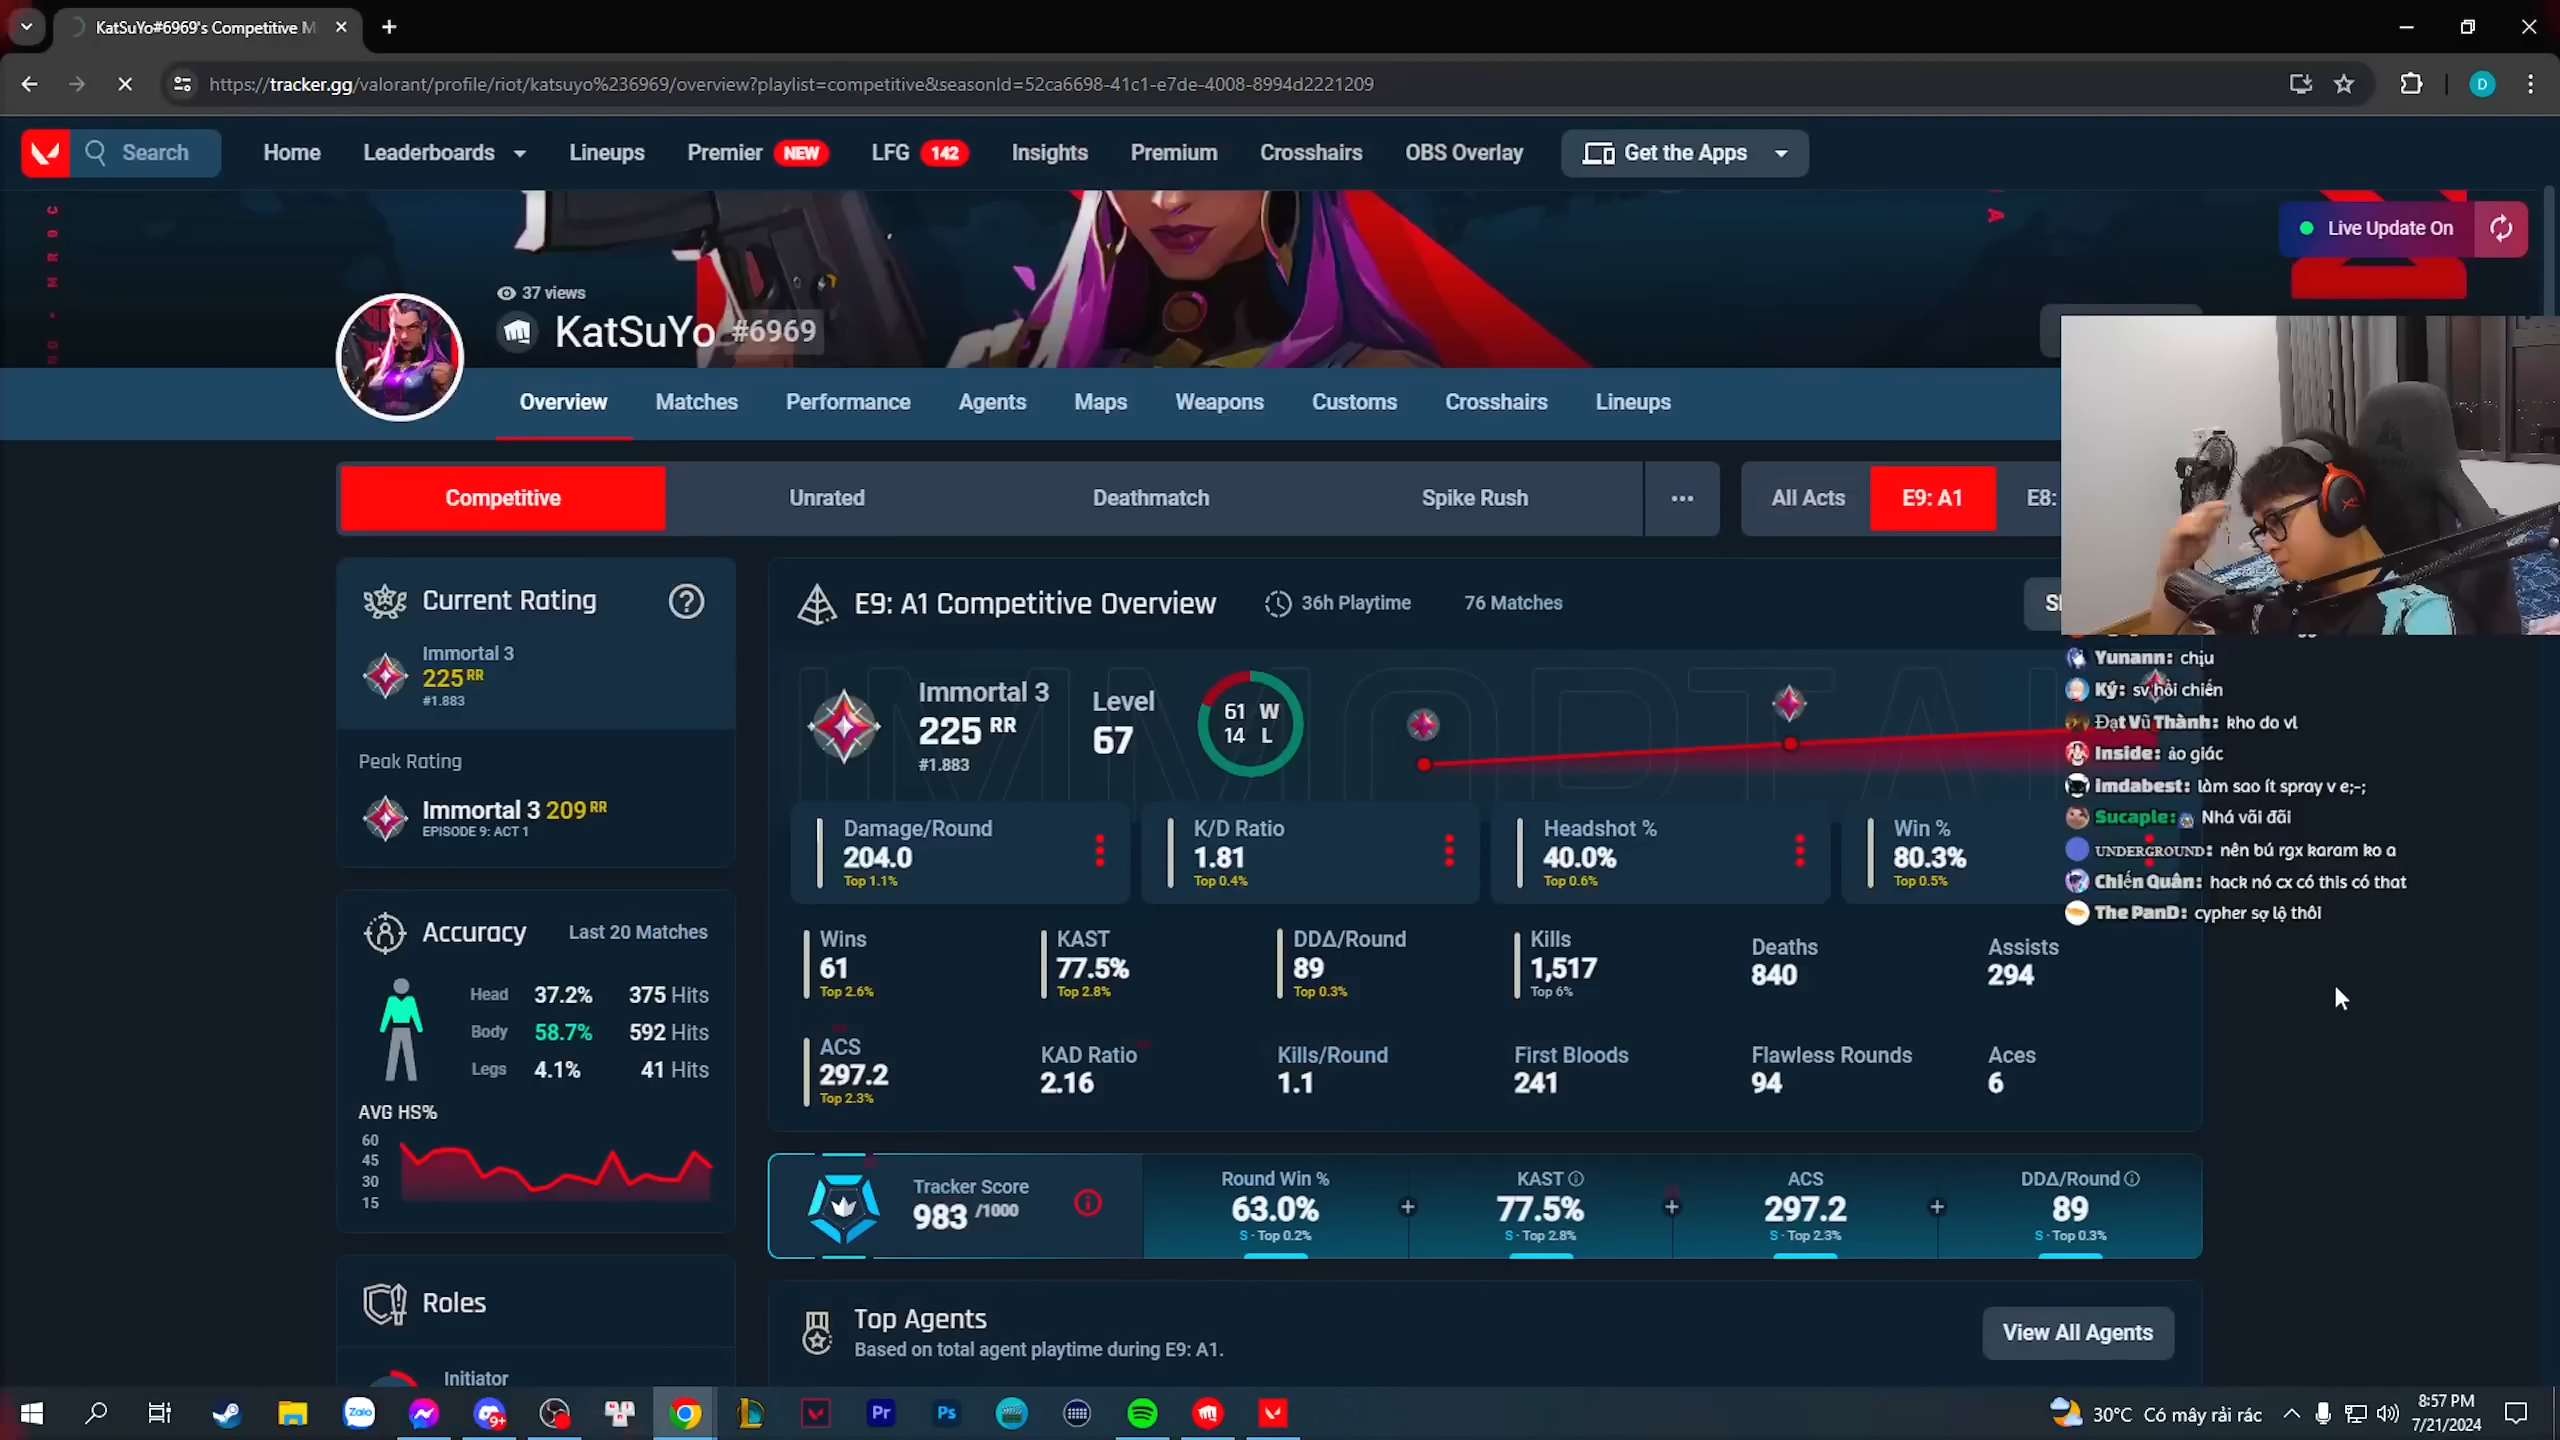 KatSuYo#6969's Competitive M
https://tracker.gg/valorant/profile/riot/katsuyo%236969/overview?playlist=competitive&seasonId=52ca6698-41c1-e7de-4008-8994d2221209
D
Search
Home
Leaderboards
Lineups
Premier NEW
LFG 142
Insights
Premium
Crosshairs
OBS Overlay
Get the Apps
Live Update On
37 views
KatSuYo #6969
Overview
Matches
Performance
Agents
Maps
Weapons
Customs
Crosshairs
Lineups
Competitive
Unrated
Deathmatch
Spike Rush
All Acts
E9: A1
E8:
Current Rating
Immortal 3
225 RR
#1.883
Peak Rating
Immortal 3 209 RR
EPISODE 9: ACT 1
Accuracy Last 20 Matches
Head 37.2% 375 Hits
Body 58.7% 592 Hits
Legs 4.1% 41 Hits
AVG HS%
60
45
30
15
Roles
Initiator
E9: A1 Competitive Overview
36h Playtime
76 Matches
IMMORTAL
Immortal 3
225 RR
#1.883
Level
67
61 W
14 L
Damage/Round
204.0
Top 1.1%
K/D Ratio
1.81
Top 0.4%
Headshot %
40.0%
Top 0.6%
Win %
80.3%
Top 0.5%
Wins
61
Top 2.6%
KAST
77.5%
Top 2.8%
DDΔ/Round
89
Top 0.3%
Kills
1,517
Top 6%
Deaths
840
Assists
294
ACS
297.2
Top 2.3%
KAD Ratio
2.16
Kills/Round
1.1
First Bloods
241
Flawless Rounds
94
Aces
6
Tracker Score
983 /1000
Round Win %
63.0%
S · Top 0.2%
KAST
77.5%
S · Top 2.8%
ACS
297.2
S · Top 2.3%
DDΔ/Round
89
S · Top 0.3%
Top Agents
Based on total agent playtime during E9: A1.
View All Agents
Yunann: chịu
Ký: sv hồi chiến
Đạt Vũ Thành: kho do vl
Inside: ảo giác
imdabest: làm sao ít spray v e;-;
Sucaple: Nhá vãi đãi
UNDERGROUND: nên bú rgx karam ko a
Chiến Quân: hack nó cx có this có that
The PanD: cypher sợ lộ thôi
Zalo
9+
Pr
Ps
30°C Có mây rải rác
8:57 PM
7/21/2024